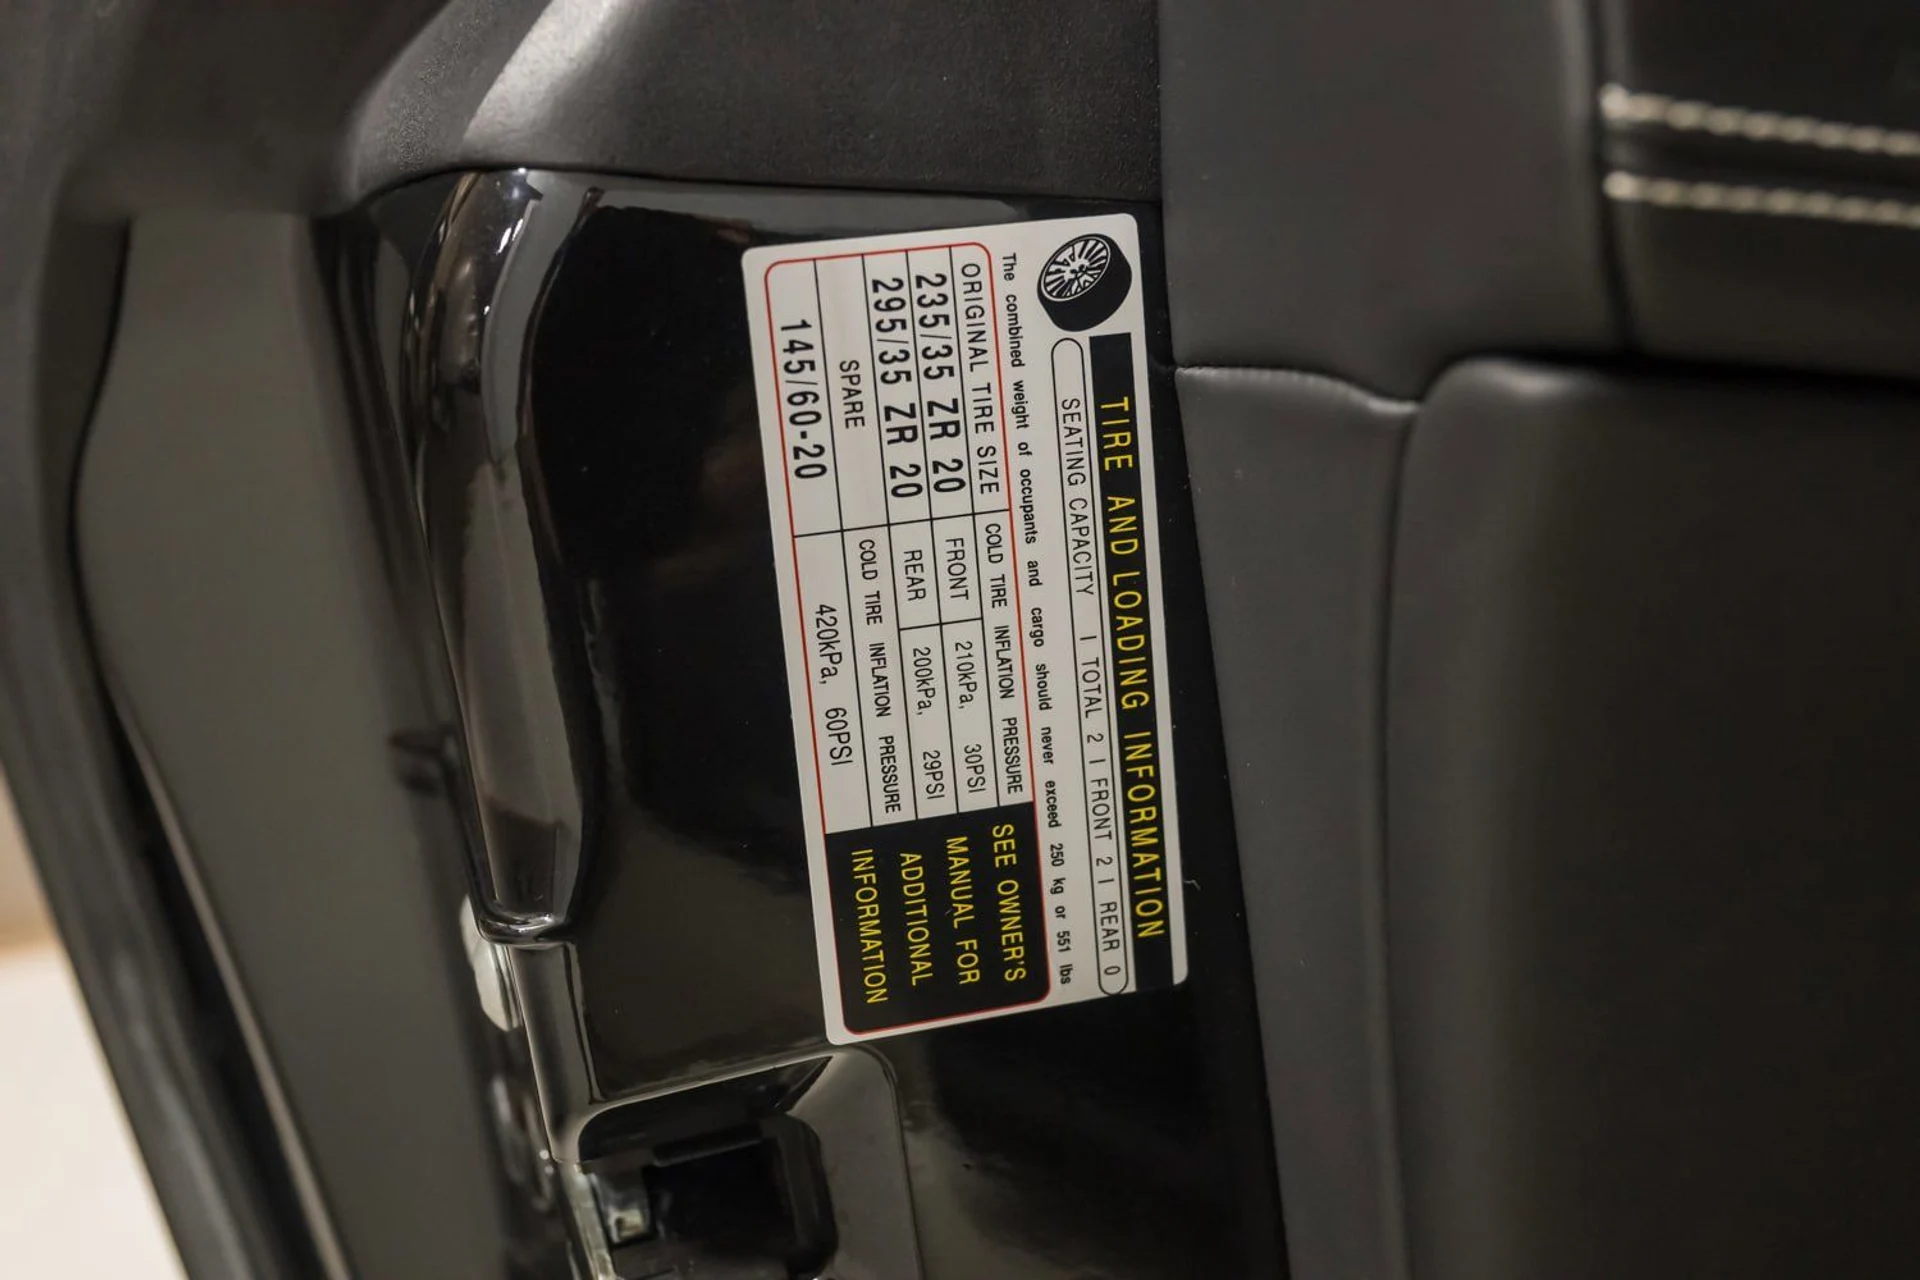 TIRE AND LOADING INFORMATION
SEATING CAPACITY | TOTAL 2 | FRONT 2 | REAR 0
The combined weight of occupants and cargo should never exceed 250 kg or 551 lbs
ORIGINAL TIRE SIZE COLD TIRE INFLATION PRESSURE
235/35 ZR 20 FRONT 210kPa, 30PSI
295/35 ZR 20 REAR 200kPa, 29PSI
SPARE COLD TIRE INFLATION PRESSURE
145/60-20 420kPa, 60PSI
SEE OWNER'S
MANUAL FOR
ADDITIONAL
INFORMATION